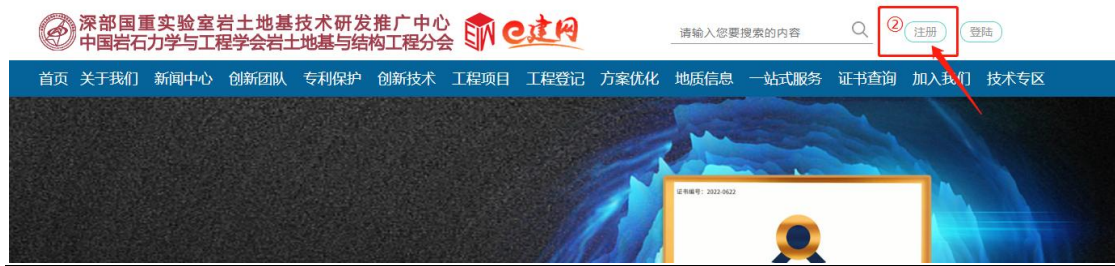 深部国重实验室岩土地基技术研发推广中心
中国岩石力学与工程学会岩土地基与结构工程分会
e建网
请输入您要搜索的内容
② 注册 登陆
首页 关于我们 新闻中心 创新团队 专利保护 创新技术 工程项目 工程登记 方案优化 地质信息 一站式服务 证书查询 加入我们 技术专区
证书编号：2022-0622